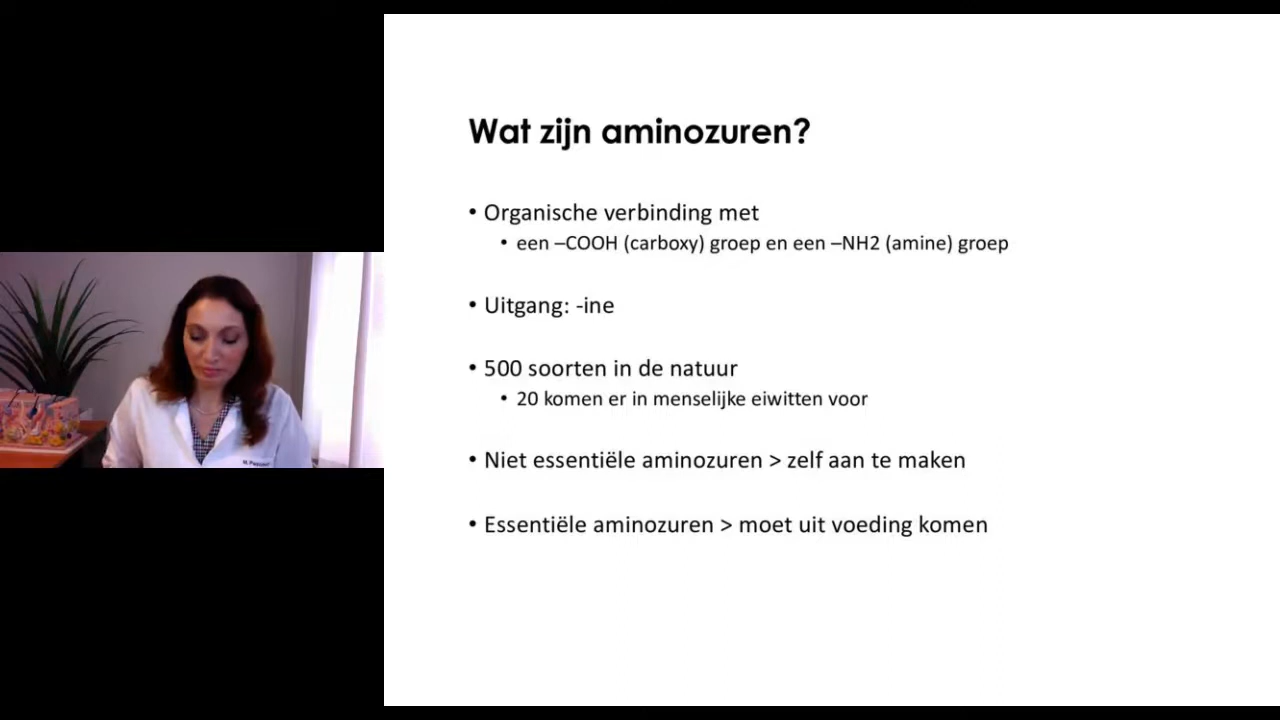 Wat zijn aminozuren?
• Organische verbinding met
• een –COOH (carboxy) groep en een –NH2 (amine) groep
• Uitgang: -ine
• 500 soorten in de natuur
• 20 komen er in menselijke eiwitten voor
• Niet essentiële aminozuren > zelf aan te maken
• Essentiële aminozuren > moet uit voeding komen